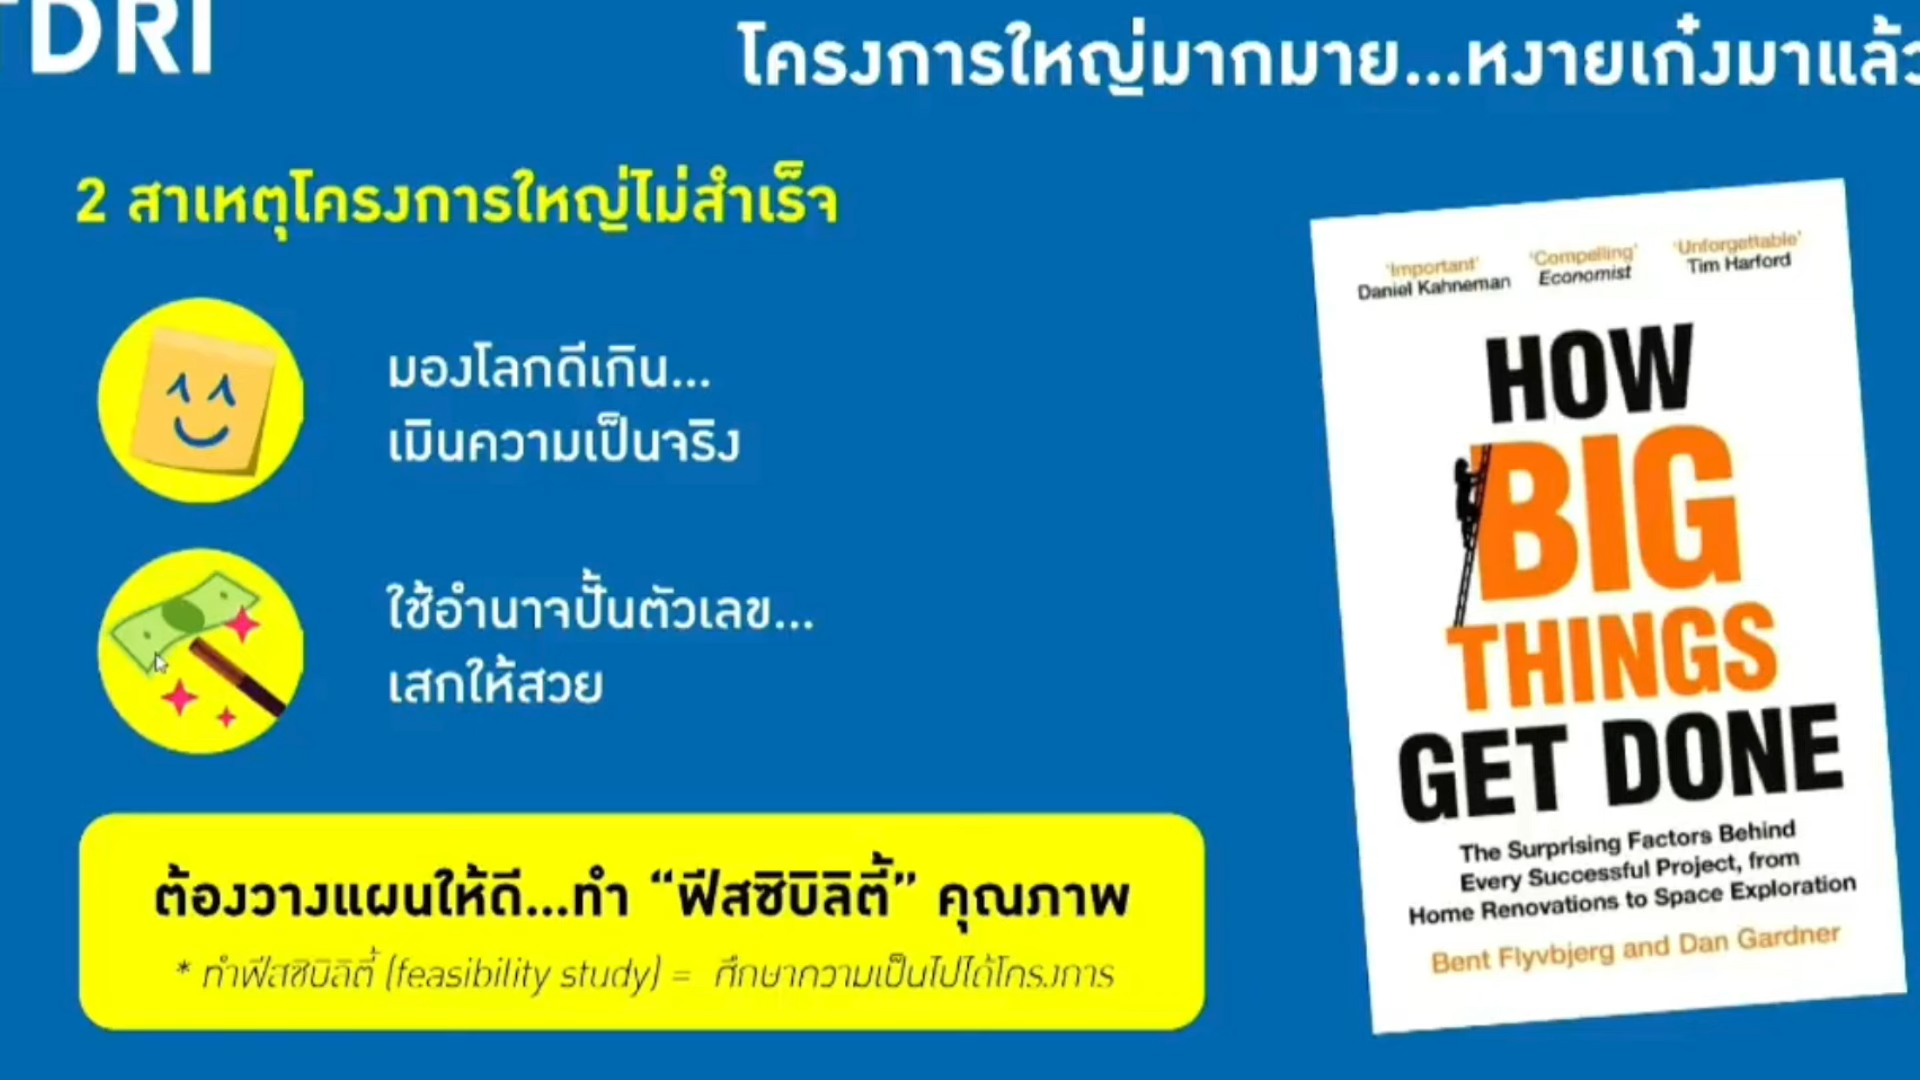 TDRI
โครงการใหญ่มากมาย...หงายเก๋งมาแล้ว
2 สาเหตุโครงการใหญ่ไม่สำเร็จ
มองโลกดีเกิน...
เมินความเป็นจริง
ใช้อำนาจปั้นตัวเลข...
เสกให้สวย
ต้องวางแผนให้ดี...ทำ “ฟีสซิบิลิตี้” คุณภาพ
* ทำฟีสซิบิลิตี้ (feasibility study) = ศึกษาความเป็นไปได้โครงการ
‘Important’
Daniel Kahneman
‘Compelling’
Economist
‘Unforgettable’
Tim Harford
HOW
BIG
THINGS
GET DONE
The Surprising Factors Behind
Every Successful Project, from
Home Renovations to Space Exploration
Bent Flyvbjerg and Dan Gardner